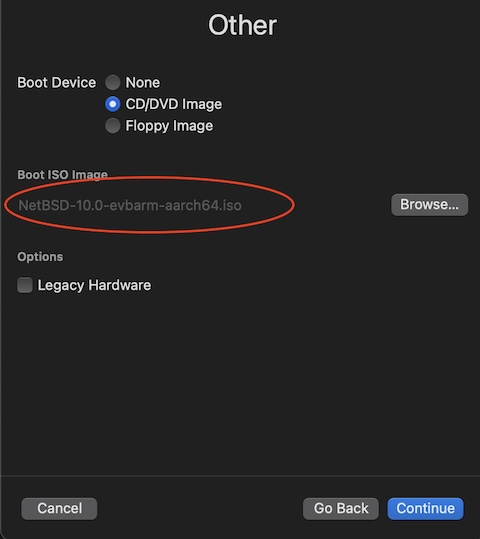 Other
Boot Device None
CD/DVD Image
Floppy Image
Boot ISO Image
NetBSD-10.0-evbarm-aarch64.iso Browse...
Options
Legacy Hardware
Cancel Go Back Continue